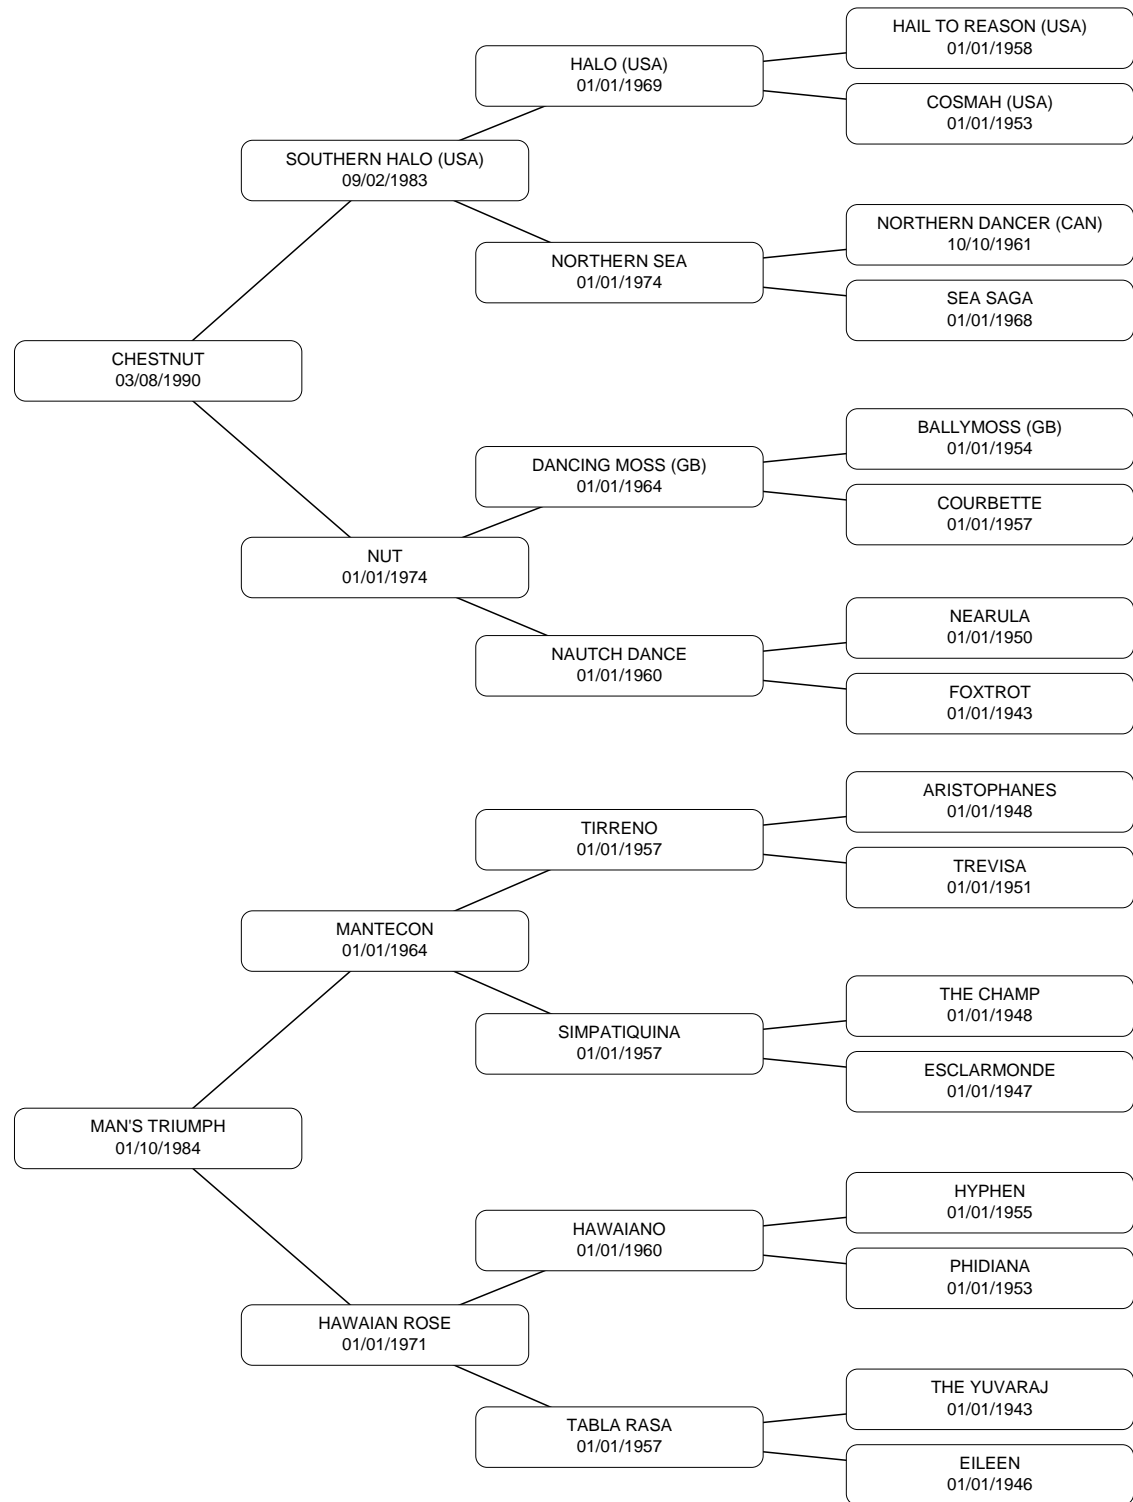 HAIL TO REASON (USA)
01/01/1958
HALO (USA)
01/01/1969
COSMAH (USA)
01/01/1953
SOUTHERN HALO (USA)
09/02/1983
NORTHERN DANCER (CAN)
10/10/1961
NORTHERN SEA
01/01/1974
SEA SAGA
01/01/1968
CHESTNUT
03/08/1990
BALLYMOSS (GB)
01/01/1954
DANCING MOSS (GB)
01/01/1964
COURBETTE
01/01/1957
NUT
01/01/1974
NEARULA
01/01/1950
NAUTCH DANCE
01/01/1960
FOXTROT
01/01/1943
ARISTOPHANES
01/01/1948
TIRRENO
01/01/1957
TREVISA
01/01/1951
MANTECON
01/01/1964
THE CHAMP
01/01/1948
SIMPATIQUINA
01/01/1957
ESCLARMONDE
01/01/1947
MAN'S TRIUMPH
01/10/1984
HYPHEN
01/01/1955
HAWAIANO
01/01/1960
PHIDIANA
01/01/1953
HAWAIAN ROSE
01/01/1971
THE YUVARAJ
01/01/1943
TABLA RASA
01/01/1957
EILEEN
01/01/1946